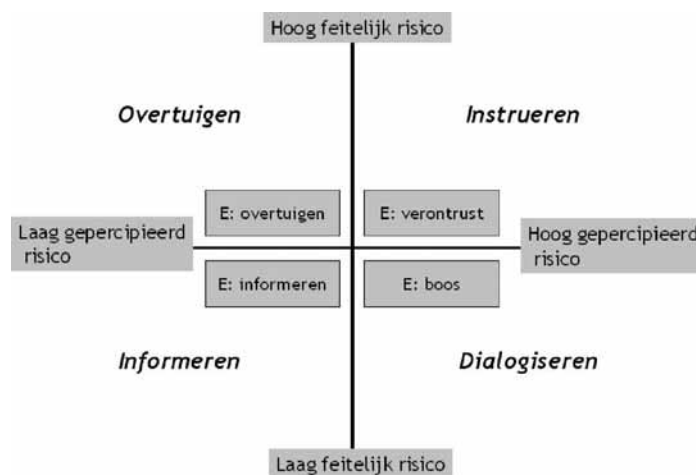 Hoog feitelijk risico
Overtuigen
Instrueren
E: overtuigen
E: verontrust
Laag gepercipieerd
risico
Hoog gepercipieerd
risico
E: informeren
E: boos
Informeren
Dialogiseren
Laag feitelijk risico